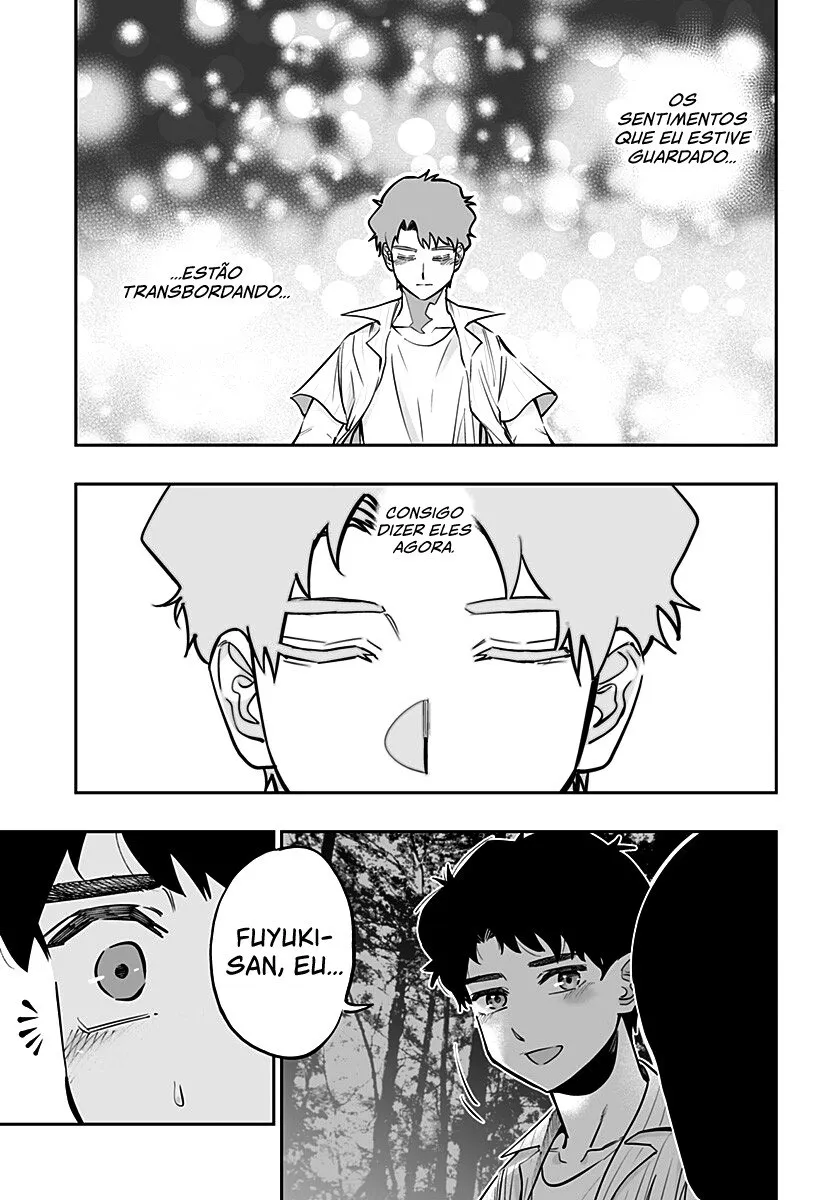 OS
SENTIMENTOS
QUE EU ESTIVE
GUARDADO...
...ESTÃO
TRANSBORDANDO...
CONSIGO
DIZER ELES
AGORA.
FUYUKI-
SAN, EU...